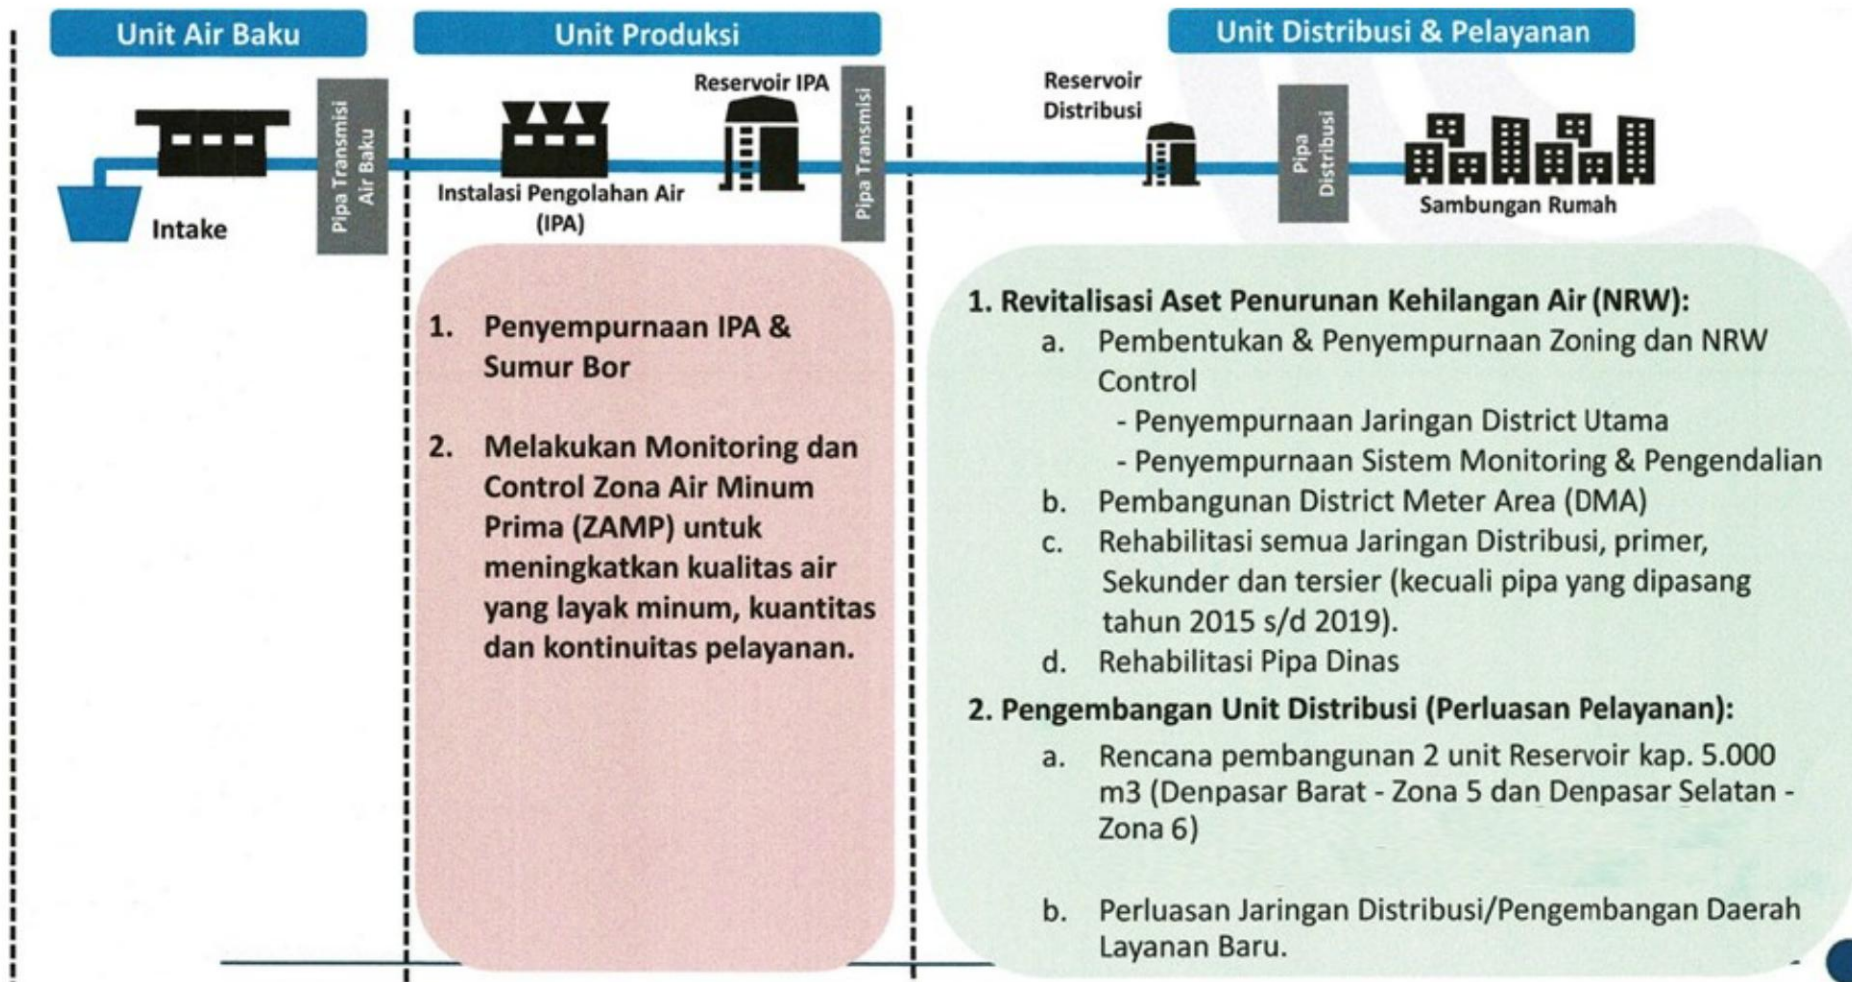 Unit Air Baku
Unit Produksi
Unit Distribusi & Pelayanan
Intake
Pipa Transmisi
Air Baku
Instalasi Pengolahan Air
(IPA)
Reservoir IPA
Pipa Transmisi
Reservoir
Distribusi
Pipa
Distribusi
Sambungan Rumah
1. Penyempurnaan IPA &
Sumur Bor
2. Melakukan Monitoring dan
Control Zona Air Minum
Prima (ZAMP) untuk
meningkatkan kualitas air
yang layak minum, kuantitas
dan kontinuitas pelayanan.
1. Revitalisasi Aset Penurunan Kehilangan Air (NRW):
a. Pembentukan & Penyempurnaan Zoning dan NRW
Control
- Penyempurnaan Jaringan District Utama
- Penyempurnaan Sistem Monitoring & Pengendalian
b. Pembangunan District Meter Area (DMA)
c. Rehabilitasi semua Jaringan Distribusi, primer,
Sekunder dan tersier (kecuali pipa yang dipasang
tahun 2015 s/d 2019).
d. Rehabilitasi Pipa Dinas
2. Pengembangan Unit Distribusi (Perluasan Pelayanan):
a. Rencana pembangunan 2 unit Reservoir kap. 5.000
m3 (Denpasar Barat - Zona 5 dan Denpasar Selatan -
Zona 6)
b. Perluasan Jaringan Distribusi/Pengembangan Daerah
Layanan Baru.